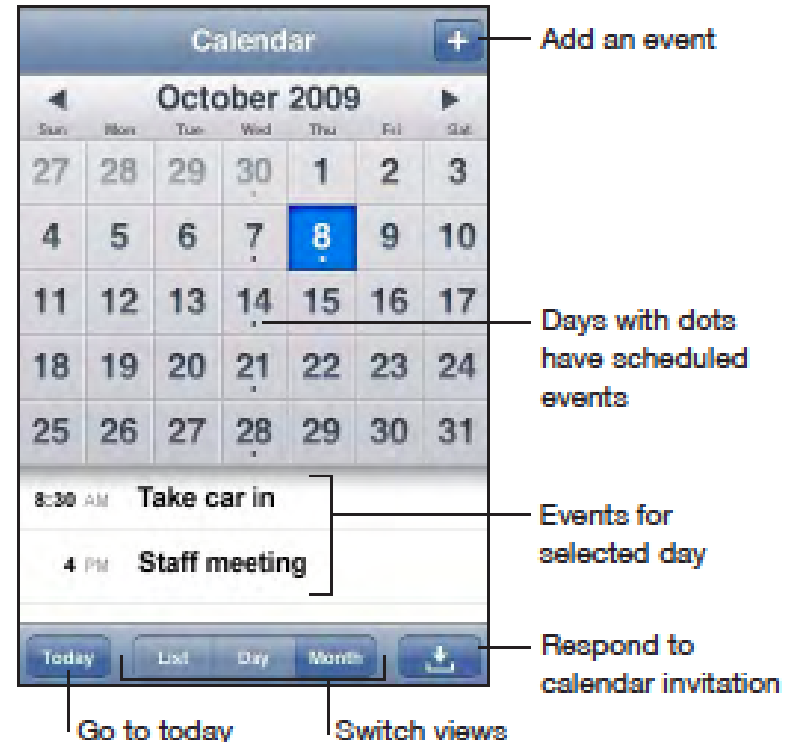 Calendar
+
Add an event
October 2009
Sun Mon Tue Wed Thu Fri Sat
27 28 29 30 1 2 3
4 5 6 7 8 9 10
11 12 13 14 15 16 17
Days with dots
have scheduled
events
18 19 20 21 22 23 24
25 26 27 28 29 30 31
8:30 AM Take car in
4 PM Staff meeting
Events for
selected day
Today List Day Month
Respond to
calendar invitation
Go to today
Switch views